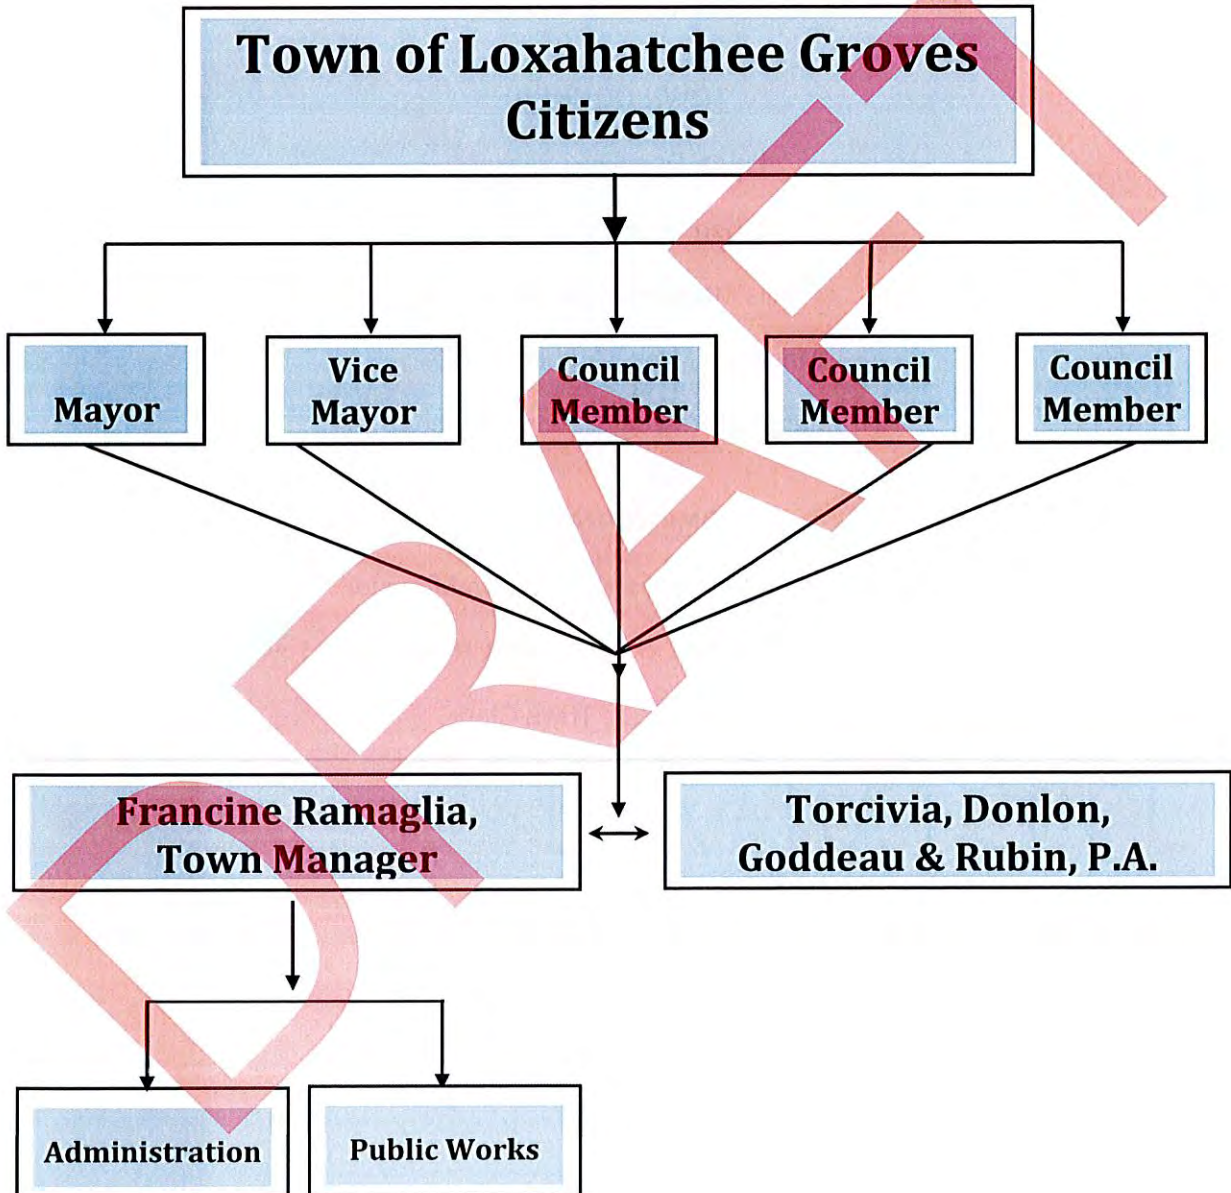 Town of Loxahatchee Groves
Citizens
Mayor
Vice
Mayor
Council
Member
Council
Member
Council
Member
Francine Ramaglia,
Town Manager
Torcivia, Donlon,
Goddeau & Rubin, P.A.
Administration
Public Works
DRAFT